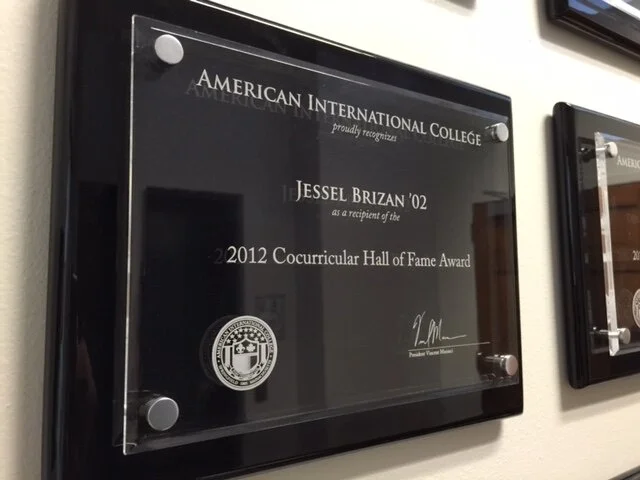 AMERICAN INTERNATIONAL COLLEGE
proudly recognizes
JESSEL BRIZAN '02
as a recipient of the
2012 Cocurricular Hall of Fame Award
President Vincent Maniaci